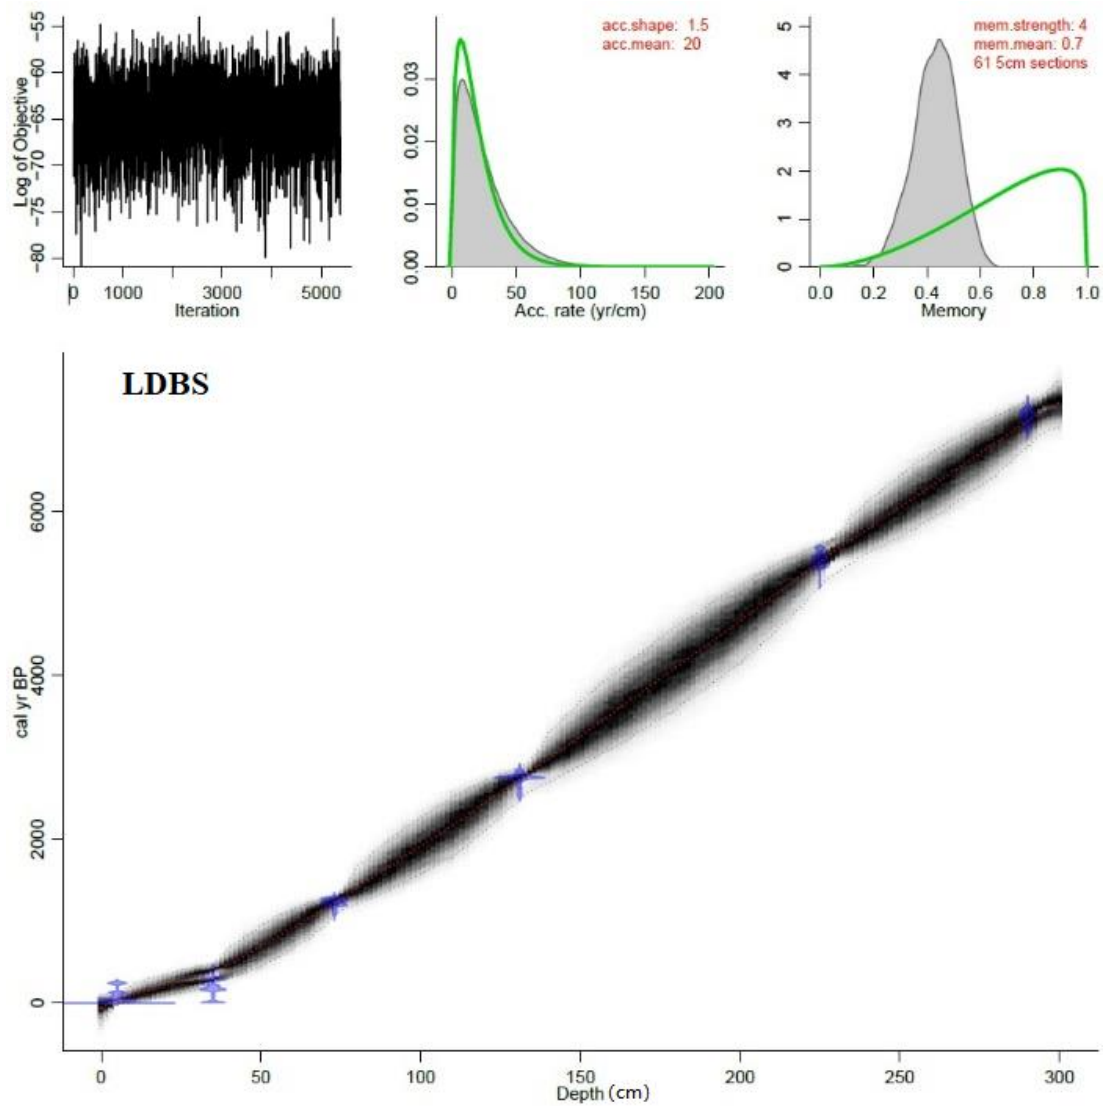 Log of Objective
−80 −75 −70 −65 −60 −55
0 1000 3000 5000
Iteration
acc.shape: 1.5
acc.mean: 20
0.00 0.01 0.02 0.03
0 50 100 150 200
Acc. rate (yr/cm)
mem.strength: 4
mem.mean: 0.7
61 5cm sections
0 1 2 3 4 5
0.0 0.2 0.4 0.6 0.8 1.0
Memory
LDBS
cal yr BP
0 2000 4000 6000
0 50 100 150 200 250 300
Depth (cm)